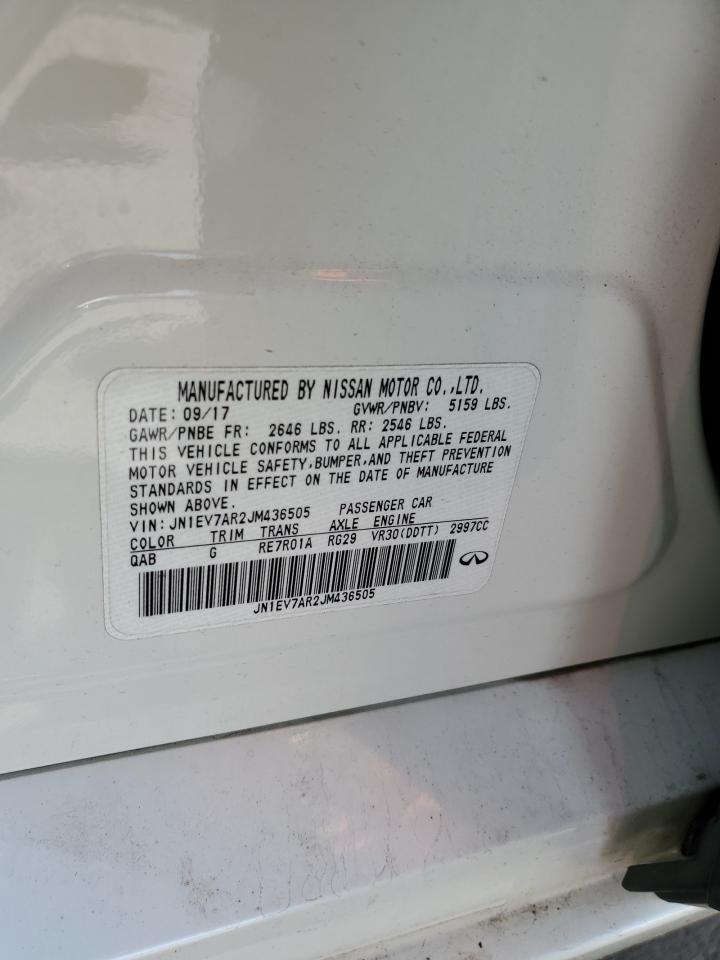 MANUFACTURED BY NISSAN MOTOR CO.,LTD.
DATE: 09/17 GVWR/PNBV: 5159 LBS.
GAWR/PNBE FR: 2646 LBS. RR: 2546 LBS.
THIS VEHICLE CONFORMS TO ALL APPLICABLE FEDERAL
MOTOR VEHICLE SAFETY,BUMPER,AND THEFT PREVENTION
STANDARDS IN EFFECT ON THE DATE OF MANUFACTURE
SHOWN ABOVE.
VIN:JN1EV7AR2JM436505 PASSENGER CAR
COLOR TRIM TRANS AXLE ENGINE
QAB G RE7R01A RG29 VR30(DDTT) 2997CC
JN1EV7AR2JM436505